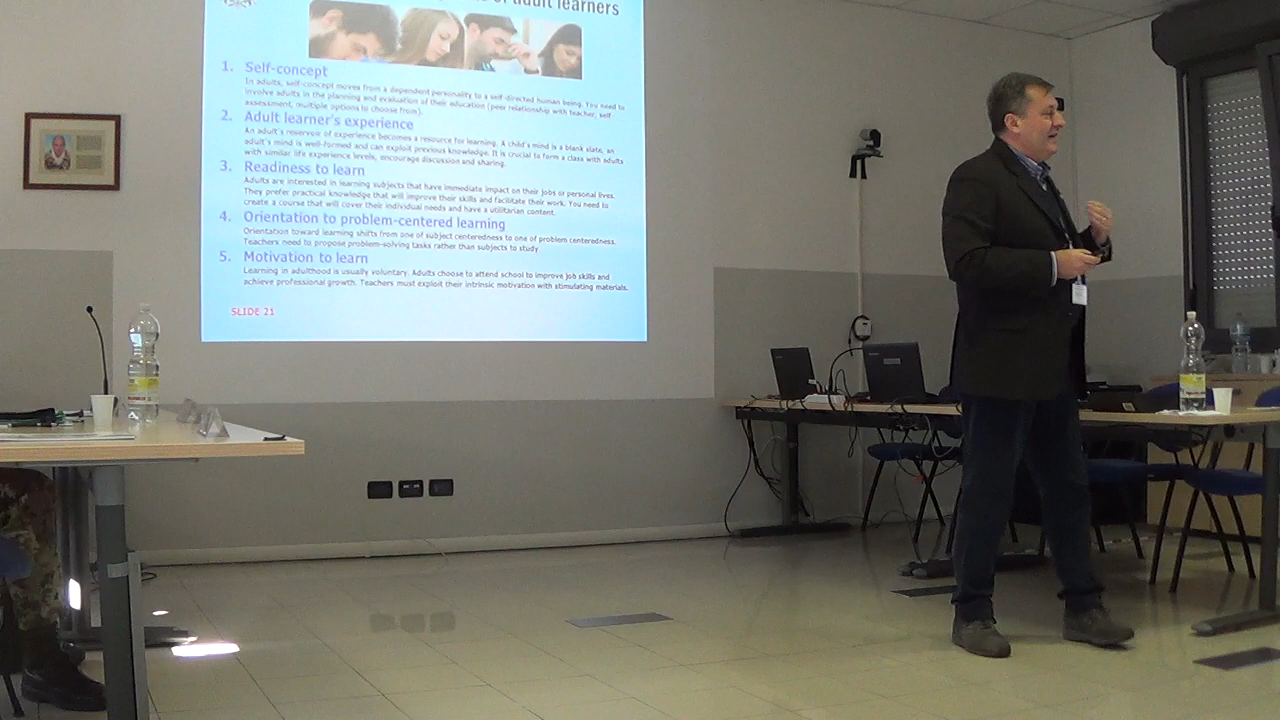 of adult learners
1. Self-concept
In adults, self-concept moves from a dependent personality to a self-directed human being. You need to
involve adults in the planning and evaluation of their education (peer relationship with teacher, self-
assessment, multiple options to choose from).
2. Adult learner's experience
An adult's reservoir of experience becomes a resource for learning. A child's mind is a blank slate, an
adult's mind is well-formed and can exploit previous knowledge. It is crucial to form a class with adults
with similar life experience levels, encourage discussion and sharing.
3. Readiness to learn
Adults are interested in learning subjects that have immediate impact on their jobs or personal lives.
They prefer practical knowledge that will improve their skills and facilitate their work. You need to
create a course that will cover their individual needs and have a utilitarian content.
4. Orientation to problem-centered learning
Orientation toward learning shifts from one of subject centeredness to one of problem centeredness.
Teachers need to propose problem-solving tasks rather than subjects to study
5. Motivation to learn
Learning in adulthood is usually voluntary. Adults choose to attend school to improve job skills and
achieve professional growth. Teachers must exploit their intrinsic motivation with stimulating materials.
SLIDE 21